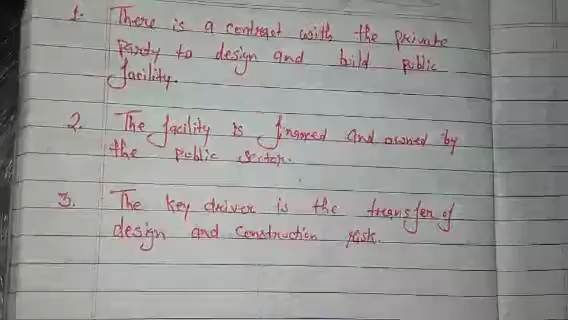 1. There is a contract with the private
Party to design and build public
facility.
2. The facility is financed and owned by
the public sector.
3. The key driver is the transfer of
design and construction risk.